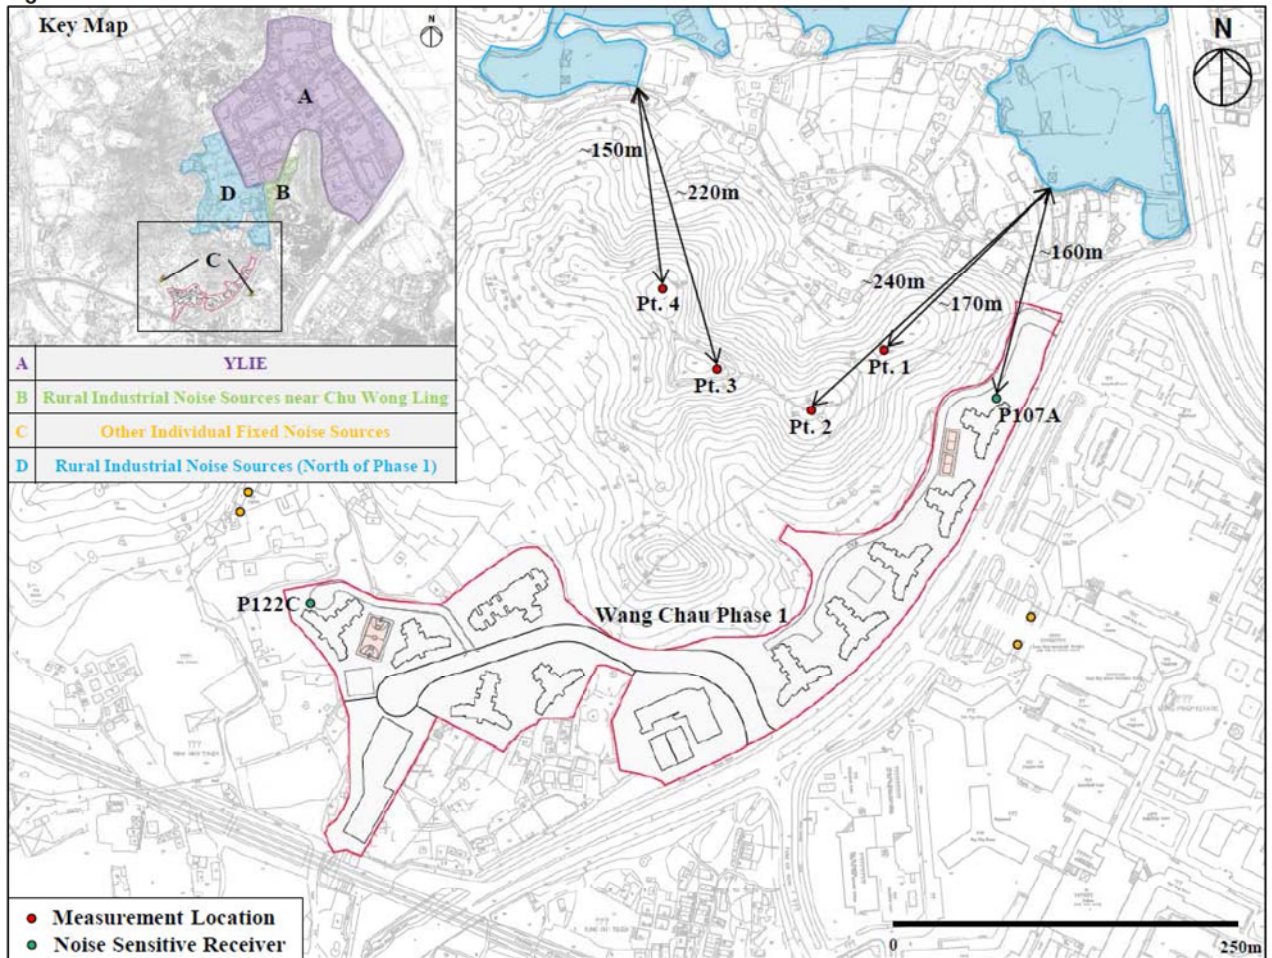 Key Map
N
A
B
D
C
A YLIE
B Rural Industrial Noise Sources near Chu Wong Ling
C Other Individual Fixed Noise Sources
D Rural Industrial Noise Sources (North of Phase 1)
N
~150m
~220m
~240m
~170m
~160m
Pt. 4
Pt. 3
Pt. 1
Pt. 2
P107A
P122C
Wang Chau Phase 1
Measurement Location
Noise Sensitive Receiver
0
250m